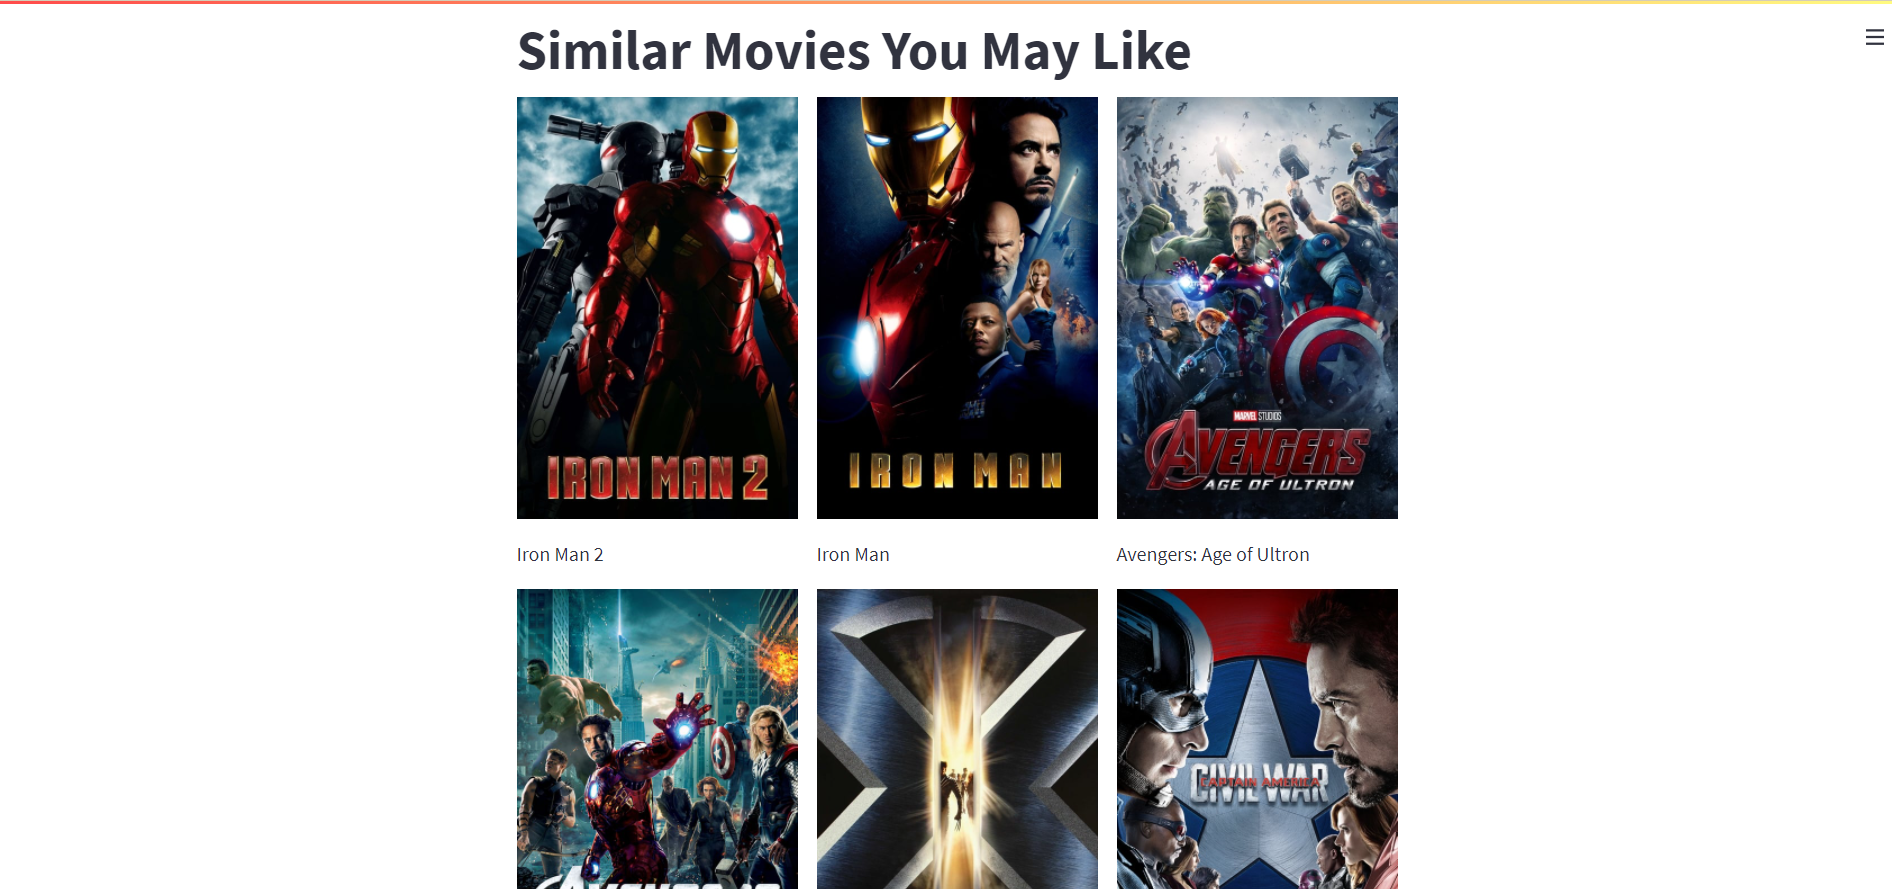 Similar Movies You May Like
IRON MAN 2
IRON MAN
MARVEL STUDIOS
AVENGERS
AGE OF ULTRON
Iron Man 2
Iron Man
Avengers: Age of Ultron
CAPTAIN AMERICA
CIVIL WAR